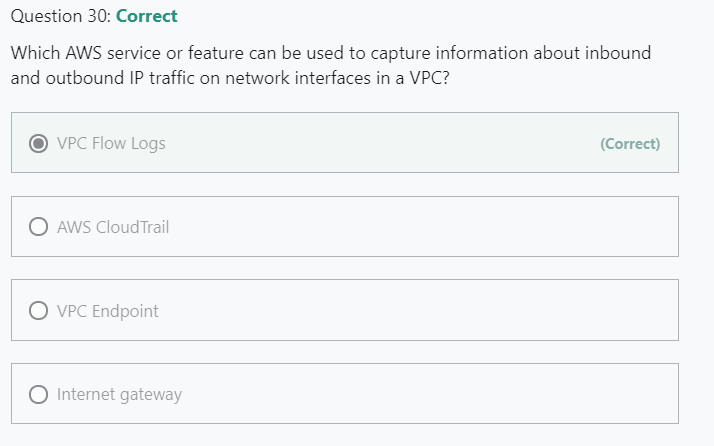 Question 30: Correct
Which AWS service or feature can be used to capture information about inbound
and outbound IP traffic on network interfaces in a VPC?
VPC Flow Logs (Correct)
AWS CloudTrail
VPC Endpoint
Internet gateway